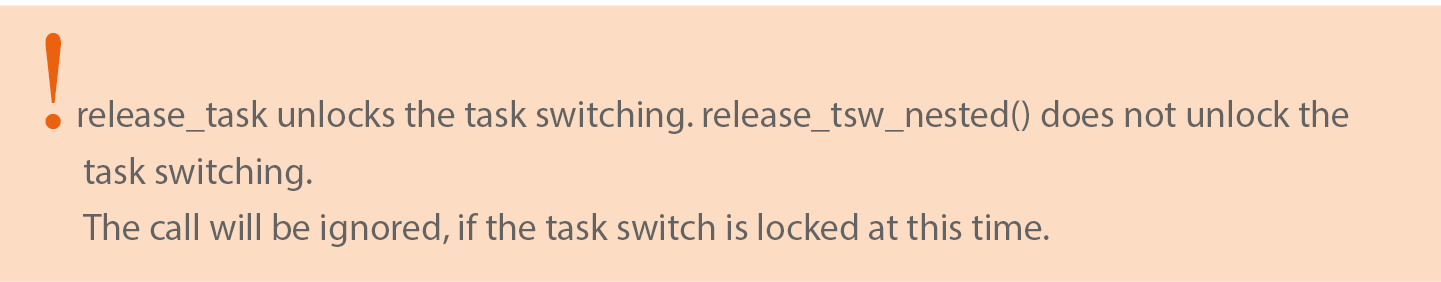 ! release_task unlocks the task switching. release_tsw_nested() does not unlock the
task switching.
The call will be ignored, if the task switch is locked at this time.